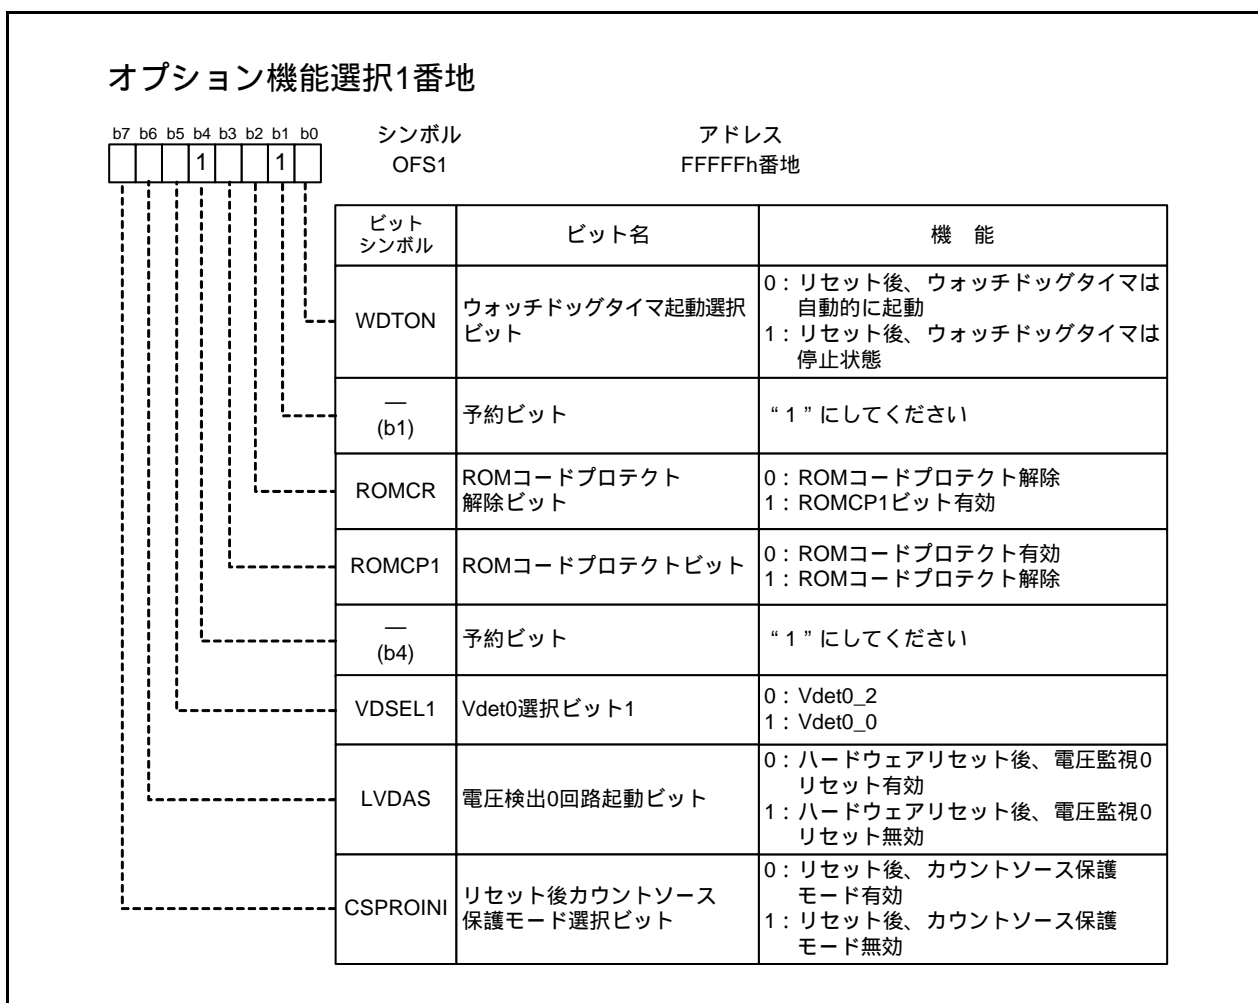 オプション機能選択1番地
b7 b6 b5 b4 b3 b2 b1 b0
シンボル
アドレス
1 1
OFS1
FFFFFh番地
ビット
シンボル
ビット名
機 能
WDTON
ウォッチドッグタイマ起動選択
ビット
0：リセット後、ウォッチドッグタイマは
自動的に起動
1：リセット後、ウォッチドッグタイマは
停止状態
—
(b1)
予約ビット
“1”にしてください
ROMCR
ROMコードプロテクト
解除ビット
0：ROMコードプロテクト解除
1：ROMCP1ビット有効
ROMCP1
ROMコードプロテクトビット
0：ROMコードプロテクト有効
1：ROMコードプロテクト解除
—
(b4)
予約ビット
“1”にしてください
VDSEL1
Vdet0選択ビット1
0：Vdet0_2
1：Vdet0_0
LVDAS
電圧検出0回路起動ビット
0：ハードウェアリセット後、電圧監視0
リセット有効
1：ハードウェアリセット後、電圧監視0
リセット無効
CSPROINI
リセット後カウントソース
保護モード選択ビット
0：リセット後、カウントソース保護
モード有効
1：リセット後、カウントソース保護
モード無効